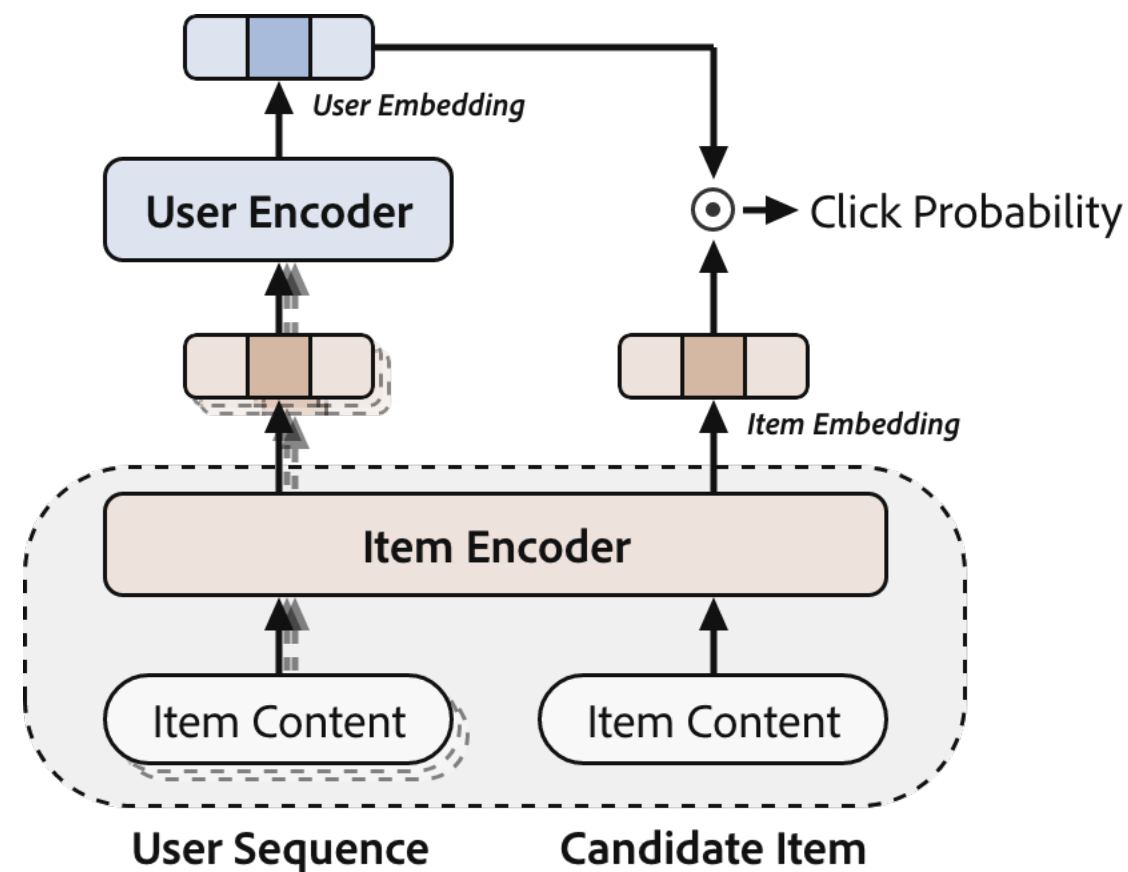 User Embedding
User Encoder
Click Probability
Item Embedding
Item Encoder
Item Content
Item Content
User Sequence
Candidate Item